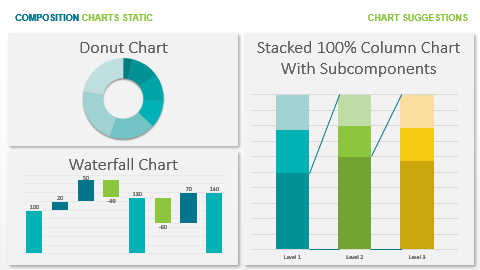 COMPOSITION CHARTS STATIC
CHART SUGGESTIONS
Donut Chart
Waterfall Chart
100
20
50
-40
130
-60
70
140
Stacked 100% Column Chart
With Subcomponents
Level 1
Level 2
Level 3